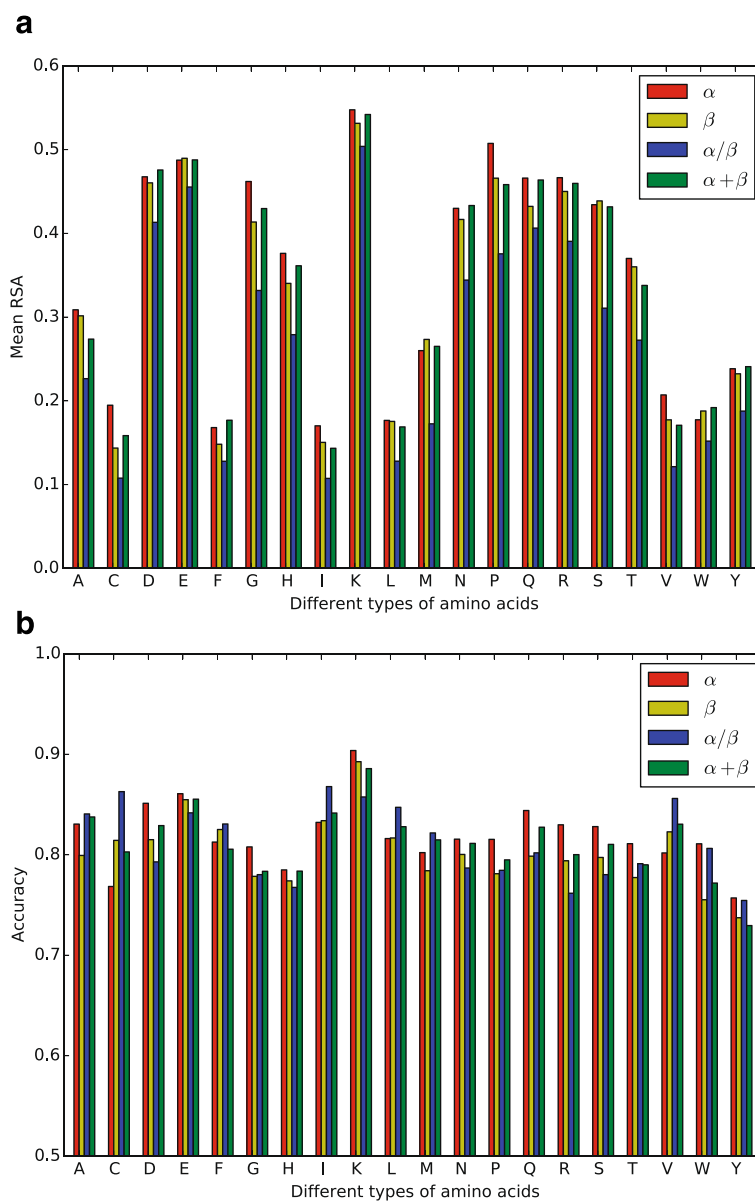 a
0.6
0.5
0.4
0.3
0.2
0.1
0.0
Mean RSA
α
β
α/β
α+β
A C D E F G H I K L M N P Q R S T V W Y
Different types of amino acids
b
1.0
0.9
0.8
0.7
0.6
0.5
Accuracy
α
β
α/β
α+β
A C D E F G H I K L M N P Q R S T V W Y
Different types of amino acids